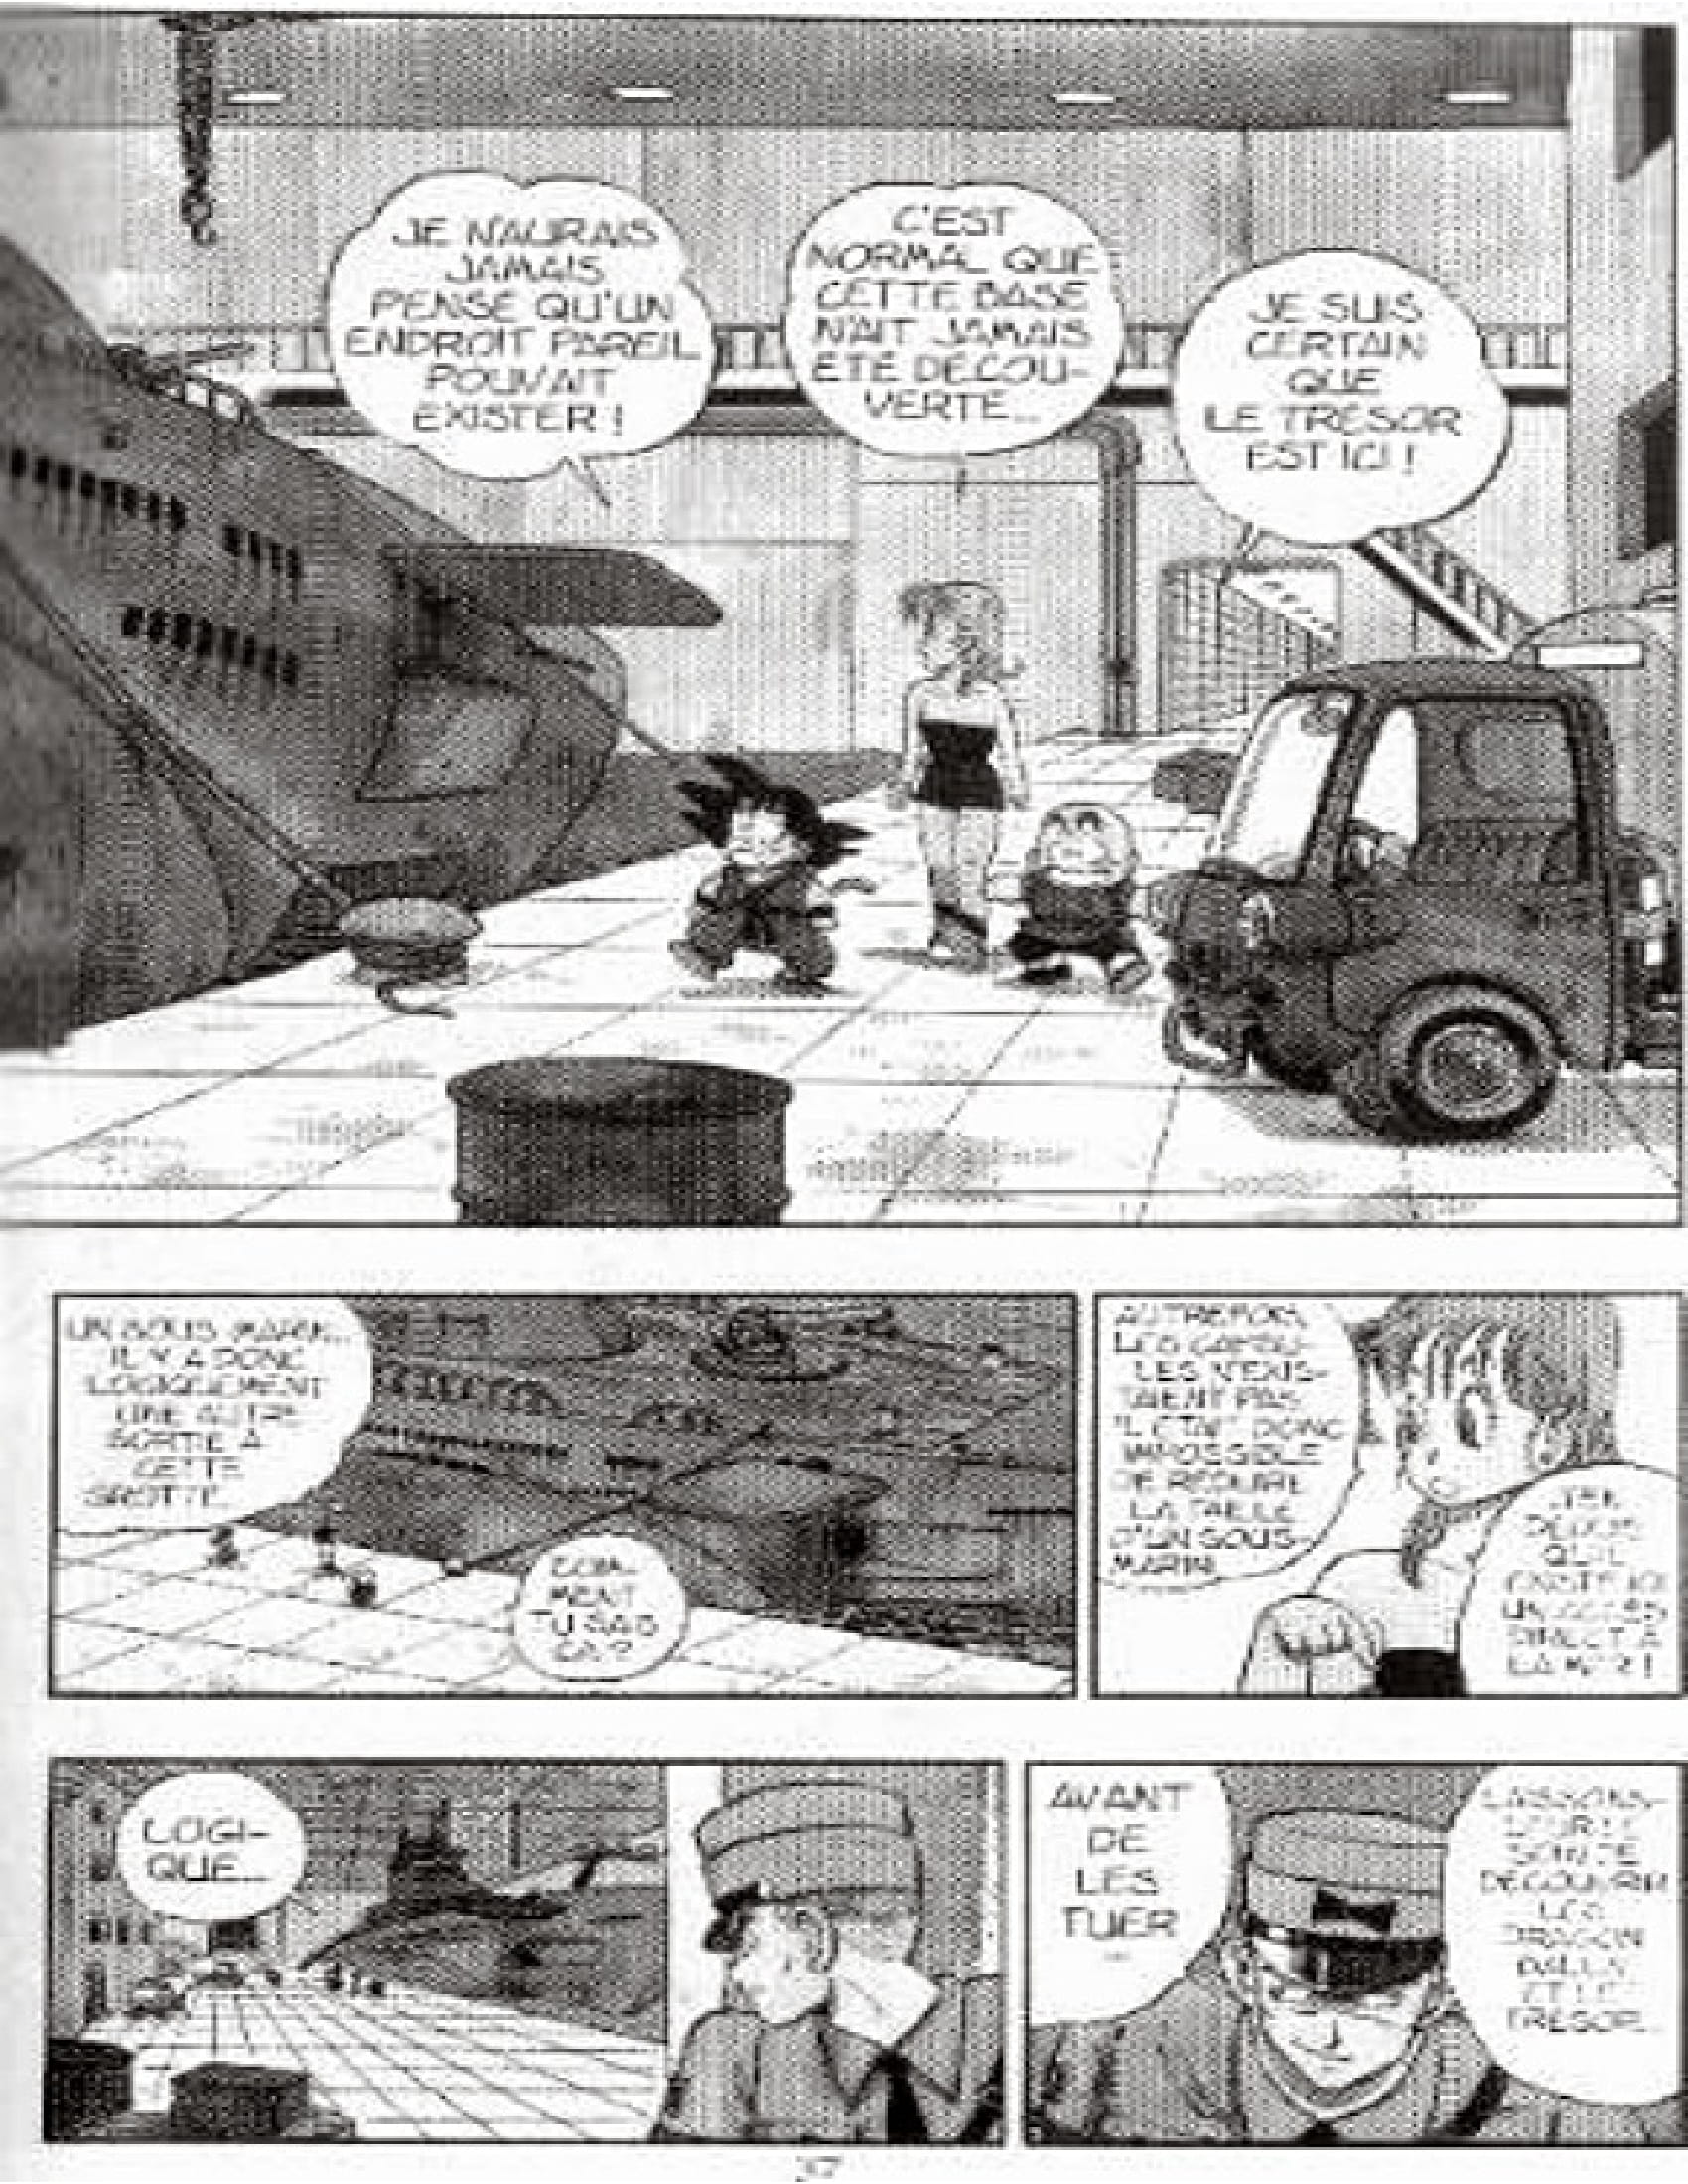 JE N'AURAIS
JAMAIS
PENSÉ QU'UN
ENDROIT PAREIL
POUVAIT
EXISTER !
C'EST
NORMAL QUE
CETTE BASE
N'AIT JAMAIS
ÉTÉ DÉCOU-
VERTE...
JE SUIS
CERTAIN
QUE
LE TRÉSOR
EST ICI !
UN SOUS-MARIN...
IL Y A DONC
LOGIQUEMENT
UNE AUTRE
SORTIE À
CETTE
GROTTE.
COM-
MENT
TU SAIS
ÇA ?
AUTREFOIS,
LES CAPSU-
LES N'EXIS-
TAIENT PAS.
IL ÉTAIT DONC
IMPOSSIBLE
DE RÉDUIRE
LA TAILLE
D'UN SOUS-
MARIN.
J'EN
DÉDUIS
QU'IL
EXISTE ICI
UN ACCÈS
DIRECT À
LA MER !
LOGI-
QUE...
AVANT
DE
LES
TUER
...
LAISSONS-
LEUR LE
SOIN DE
DÉCOUVRIR
LES
DRAGON
BALLS
ET LE
TRÉSOR...
37